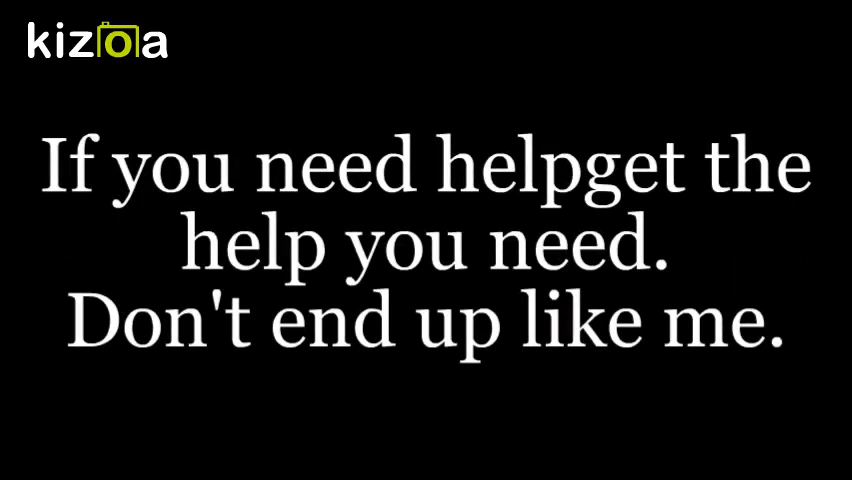 kizoa
If you need helpget the
help you need.
Don't end up like me.